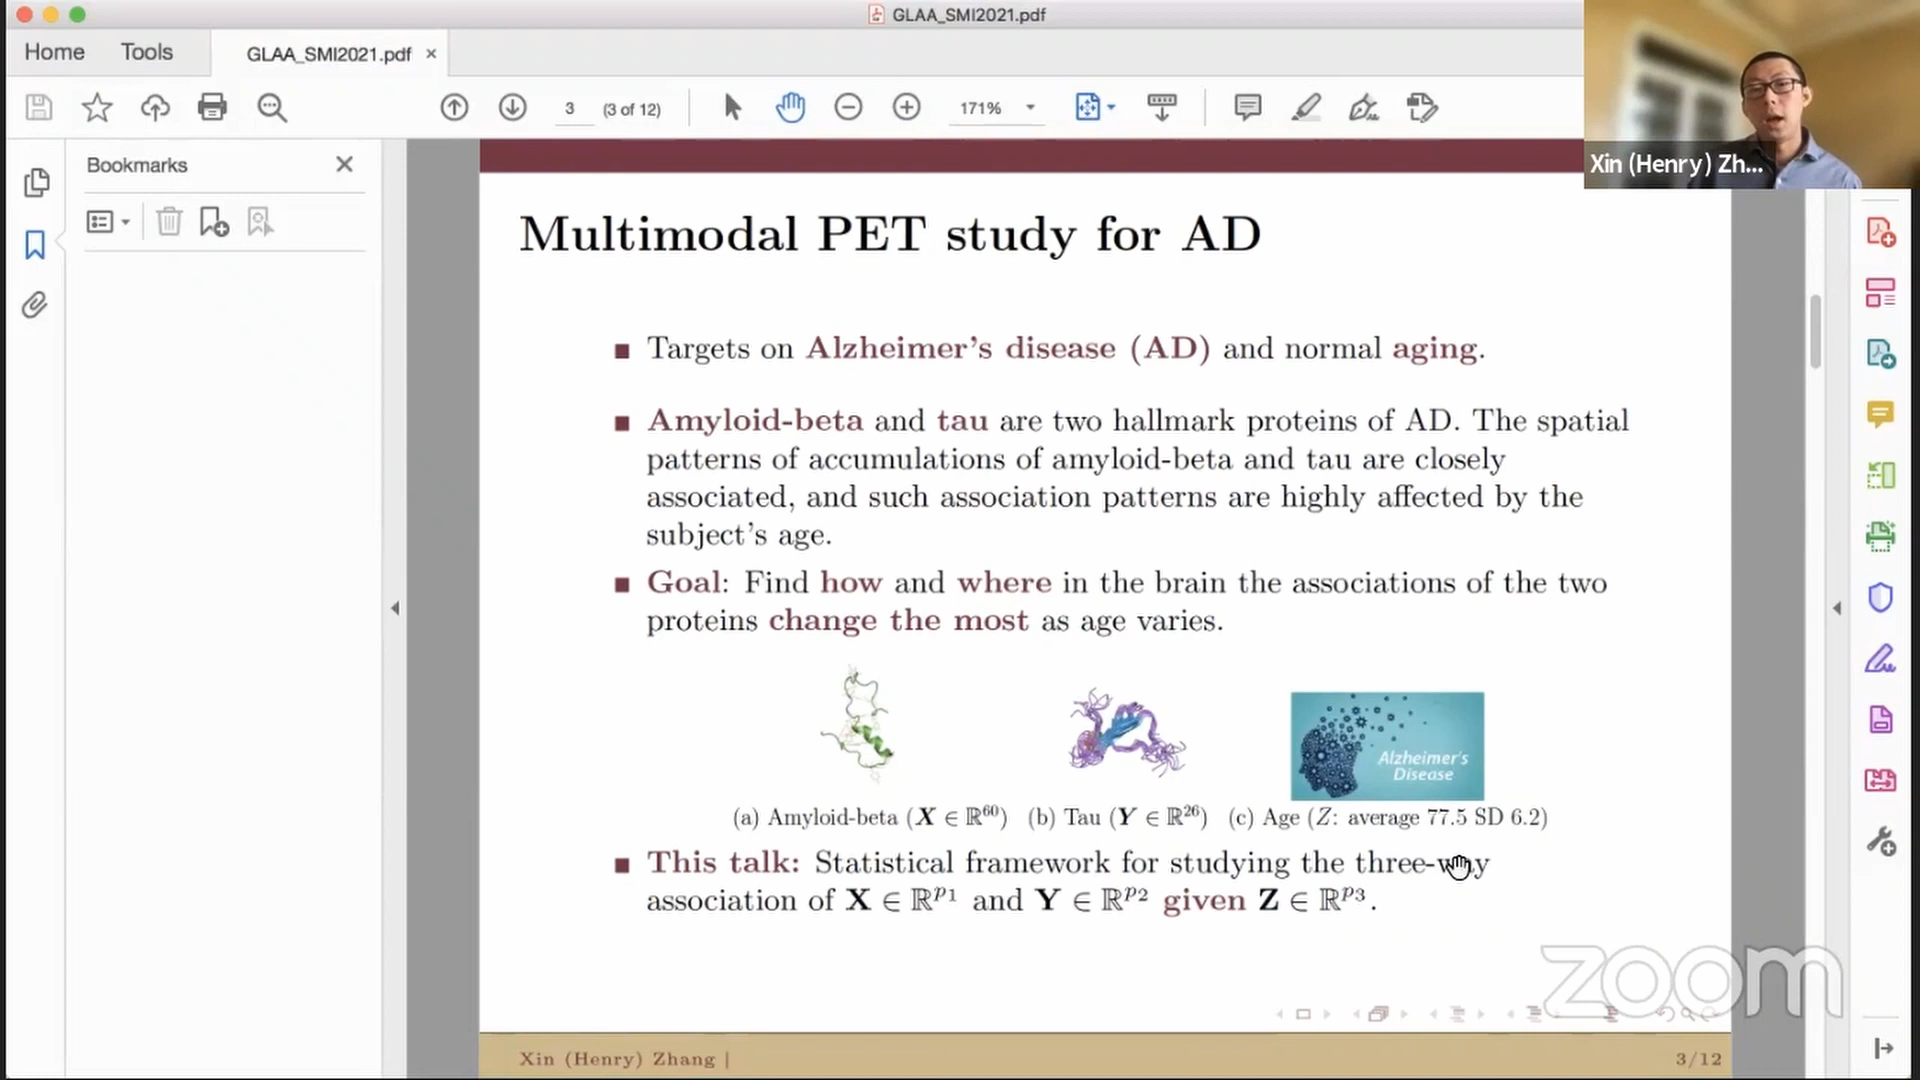 GLAA_SMI2021.pdf
Home Tools GLAA_SMI2021.pdf ×
3 (3 of 12) 171%
Bookmarks
Xin (Henry) Zh...
Multimodal PET study for AD
Targets on Alzheimer's disease (AD) and normal aging.
Amyloid-beta and tau are two hallmark proteins of AD. The spatial
patterns of accumulations of amyloid-beta and tau are closely
associated, and such association patterns are highly affected by the
subject's age.
Goal: Find how and where in the brain the associations of the two
proteins change the most as age varies.
Alzheimer's
Disease
(a) Amyloid-beta (X ∈ ℝ⁶⁰) (b) Tau (Y ∈ ℝ²⁶) (c) Age (Z: average 77.5 SD 6.2)
This talk: Statistical framework for studying the three-way
association of X ∈ ℝ^{p₁} and Y ∈ ℝ^{p₂} given Z ∈ ℝ^{p₃}.
zoom
Xin (Henry) Zhang | 3/12